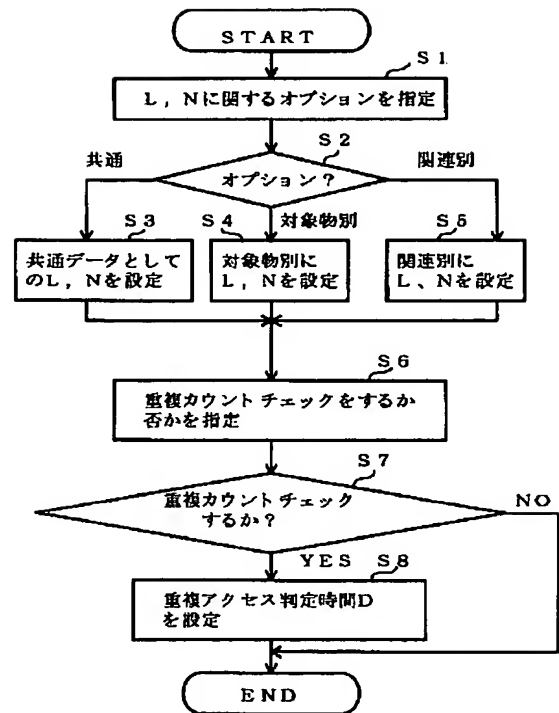 START
S1
L,Nに関するオプションを指定
S2
共通
関連別
オプション?
対象物別
S3
S4
S5
共通データとして
のL,Nを設定
対象物別に
L,Nを設定
関連別に
L、Nを設定
S6
重複カウントチェックをするか
否かを指定
S7
重複カウントチェック
するか?
NO
YES
S8
重複アクセス判定時間D
を設定
END